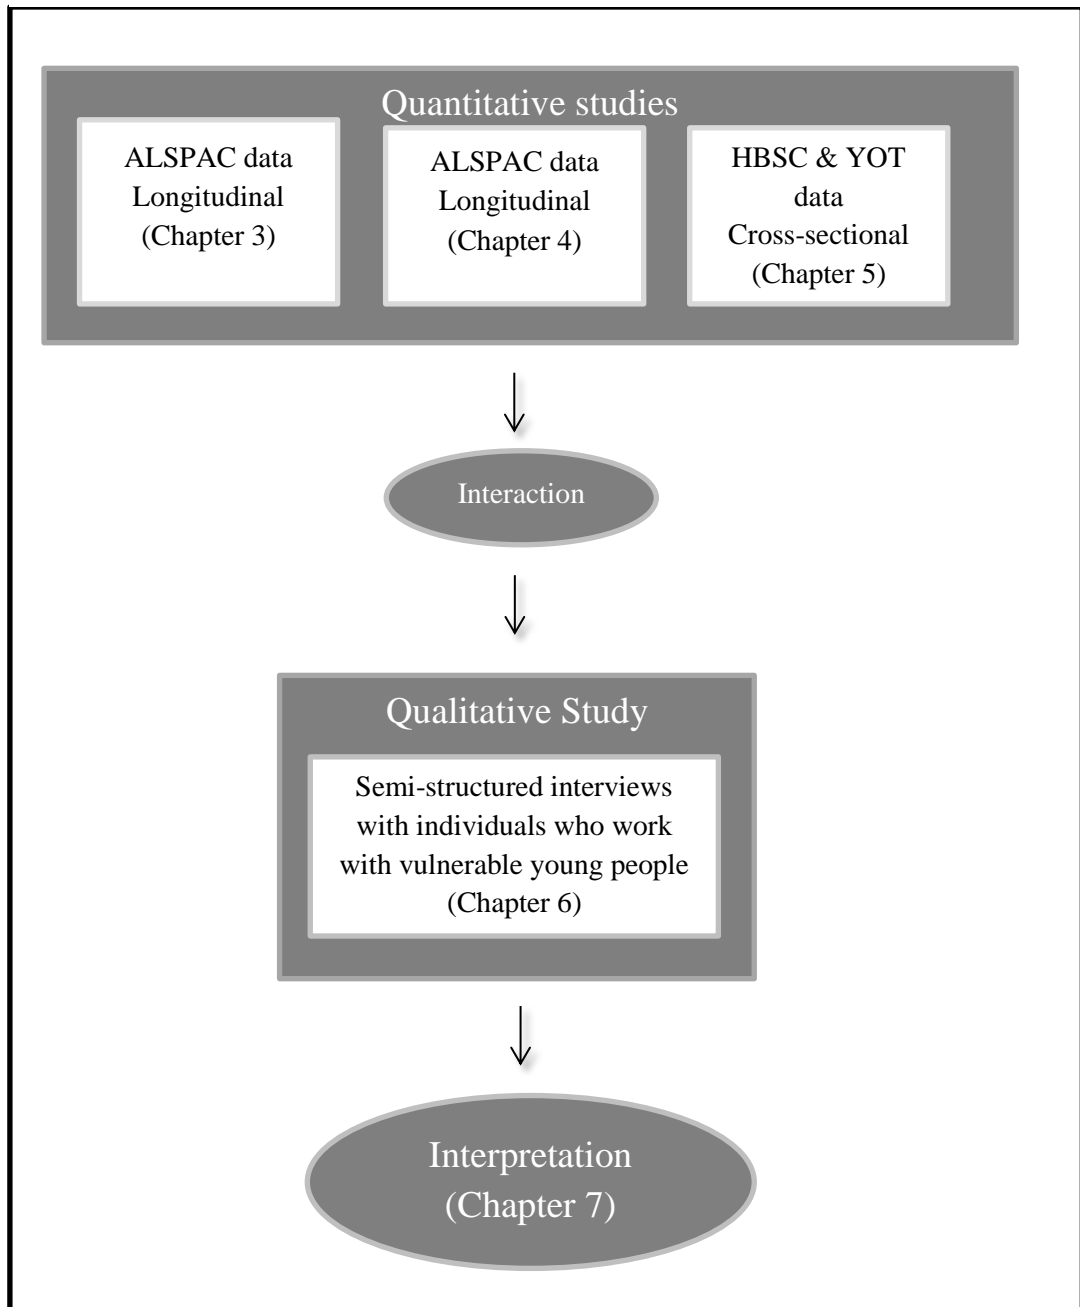 Quantitative studies
ALSPAC data
Longitudinal
(Chapter 3)
ALSPAC data
Longitudinal
(Chapter 4)
HBSC & YOT
data
Cross-sectional
(Chapter 5)
Interaction
Qualitative Study
Semi-structured interviews
with individuals who work
with vulnerable young people
(Chapter 6)
Interpretation
(Chapter 7)